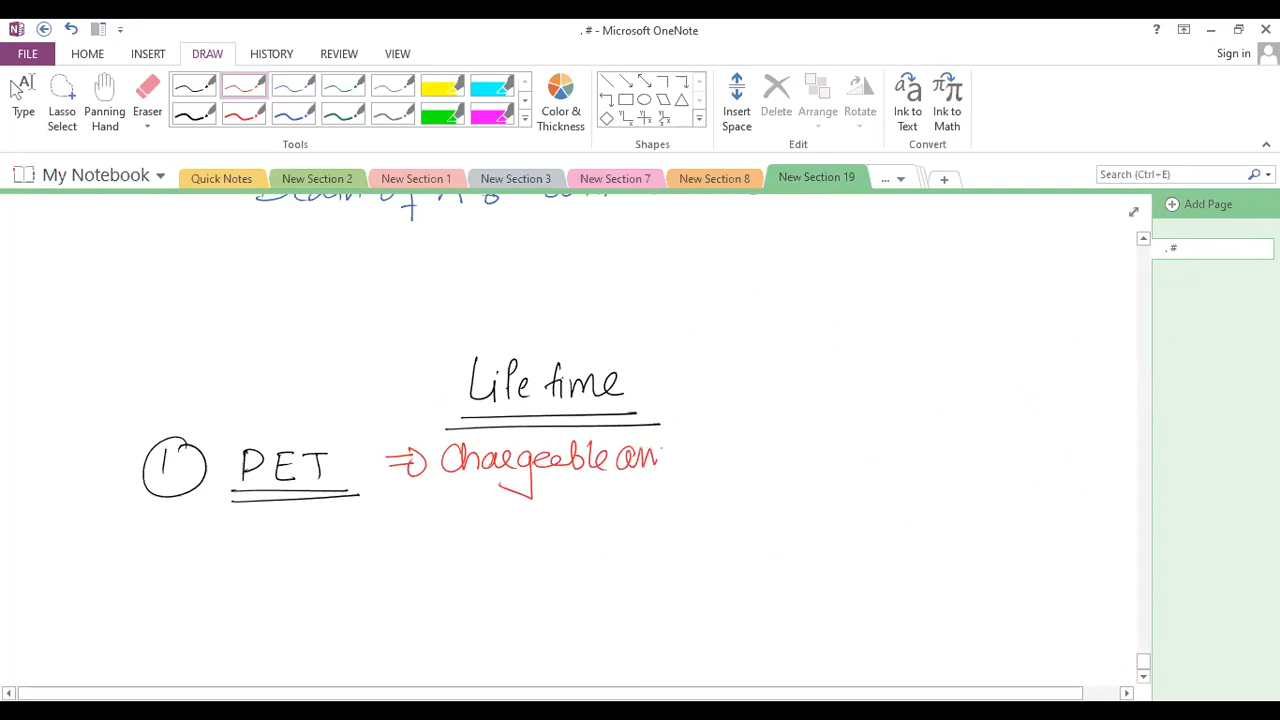 . # - Microsoft OneNote
?
Sign in
FILE HOME INSERT DRAW HISTORY REVIEW VIEW
Type
Lasso Select
Panning Hand
Eraser
Color & Thickness
Insert Space
Delete
Arrange
Rotate
Ink to Text
Ink to Math
Tools
Shapes
Edit
Convert
My Notebook
Quick Notes
New Section 2
New Section 1
New Section 3
New Section 7
New Section 8
New Section 19
...
Search (Ctrl+E)
Add Page
. #
Life time
① PET ⇒ Chargeable on